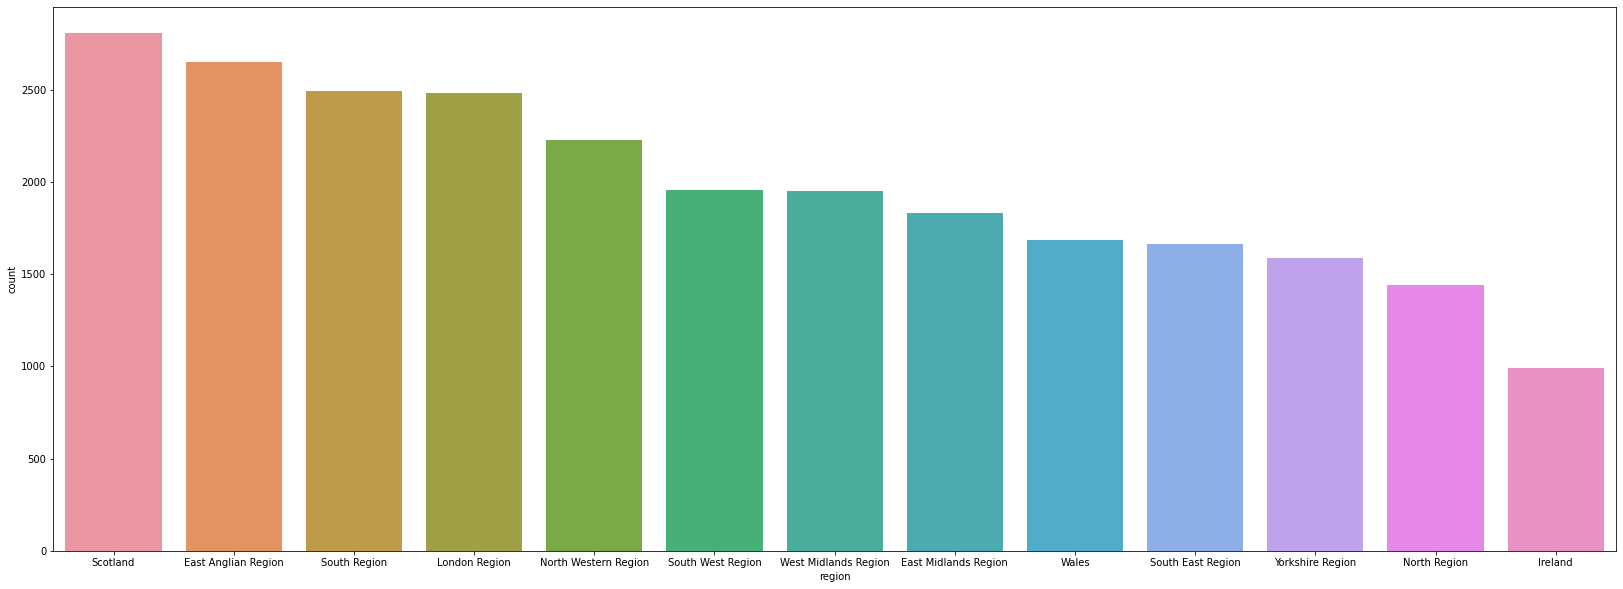 2500
2000
1500
1000
500
0
count
Scotland East Anglian Region South Region London Region North Western Region South West Region West Midlands Region East Midlands Region Wales South East Region Yorkshire Region North Region Ireland
region